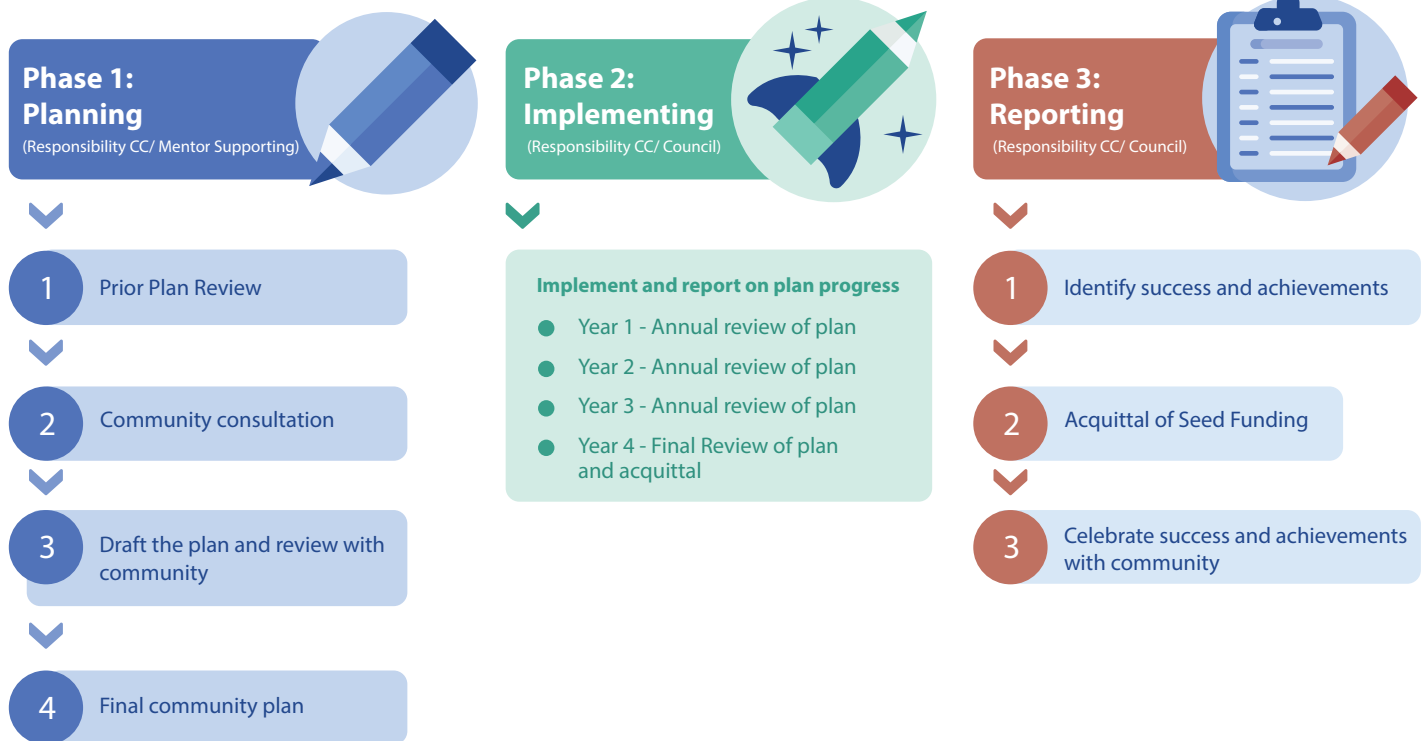 Phase 1:
Planning
(Responsibility CC/ Mentor Supporting)
1
Prior Plan Review
2
Community consultation
3
Draft the plan and review with
community
4
Final community plan
Phase 2:
Implementing
(Responsibility CC/ Council)
Implement and report on plan progress
Year 1 - Annual review of plan
Year 2 - Annual review of plan
Year 3 - Annual review of plan
Year 4 - Final Review of plan
and acquittal
Phase 3:
Reporting
(Responsibility CC/ Council)
1
Identify success and achievements
2
Acquittal of Seed Funding
3
Celebrate success and achievements
with community